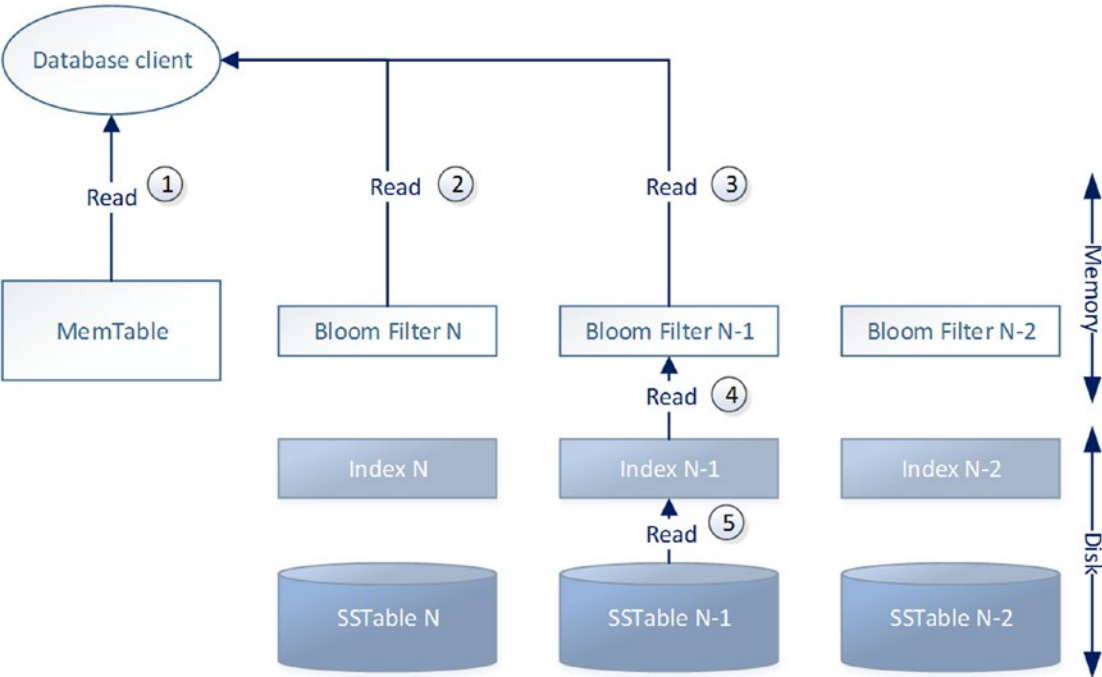 Database client
Read 1
Read 2
Read 3
MemTable
Bloom Filter N
Bloom Filter N-1
Bloom Filter N-2
Memory
Read 4
Index N
Index N-1
Index N-2
Read 5
Disk
SSTable N
SSTable N-1
SSTable N-2